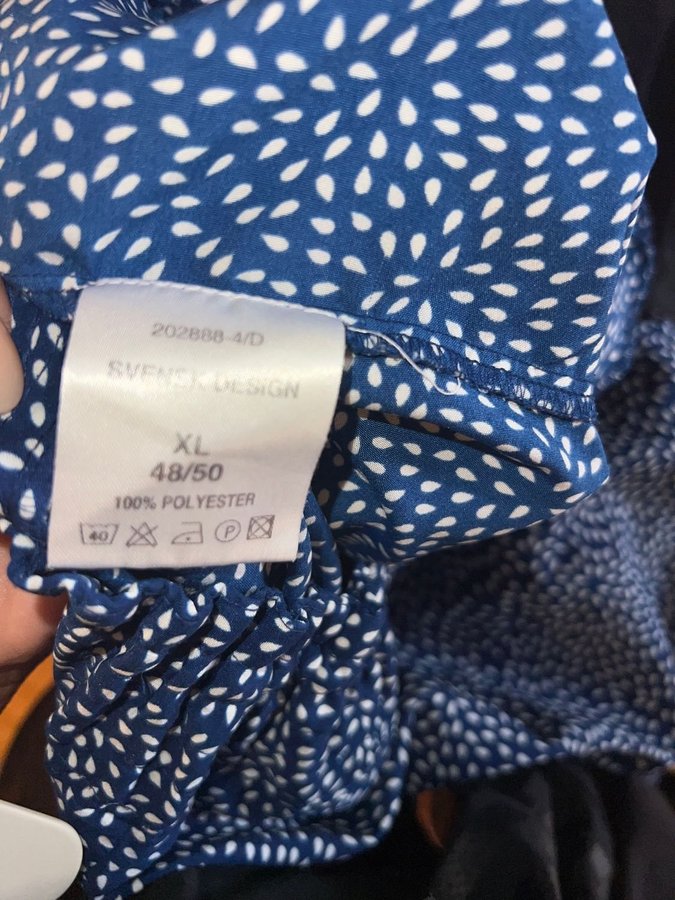 202888-4/D
SVENSK DESIGN
XL
48/50
100% POLYESTER
40 P